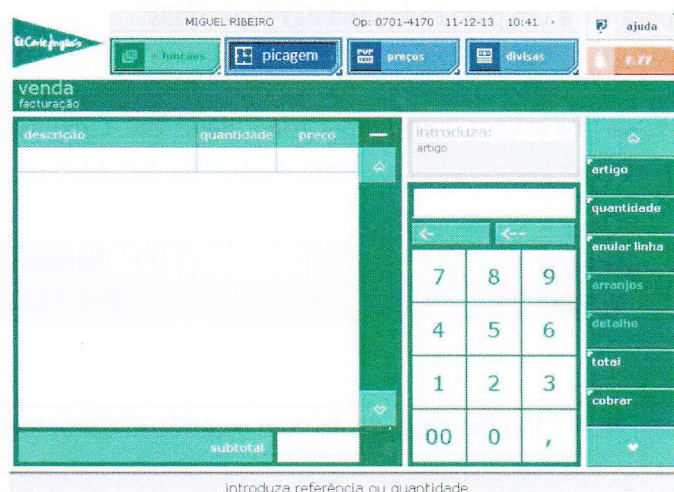 MIGUEL RIBEIRO Op: 0701-4170 11-12-13 10:41
ajuda
El Corte Inglés
+ funções picagem PVP preços divisas
venda
facturação
descrição quantidade preço
introduza:
artigo
artigo
quantidade
<- <--
anular linha
7 8 9
arranjos
4 5 6
detalhe
total
1 2 3
cobrar
00 0 ,
subtotal
introduza referência ou quantidade